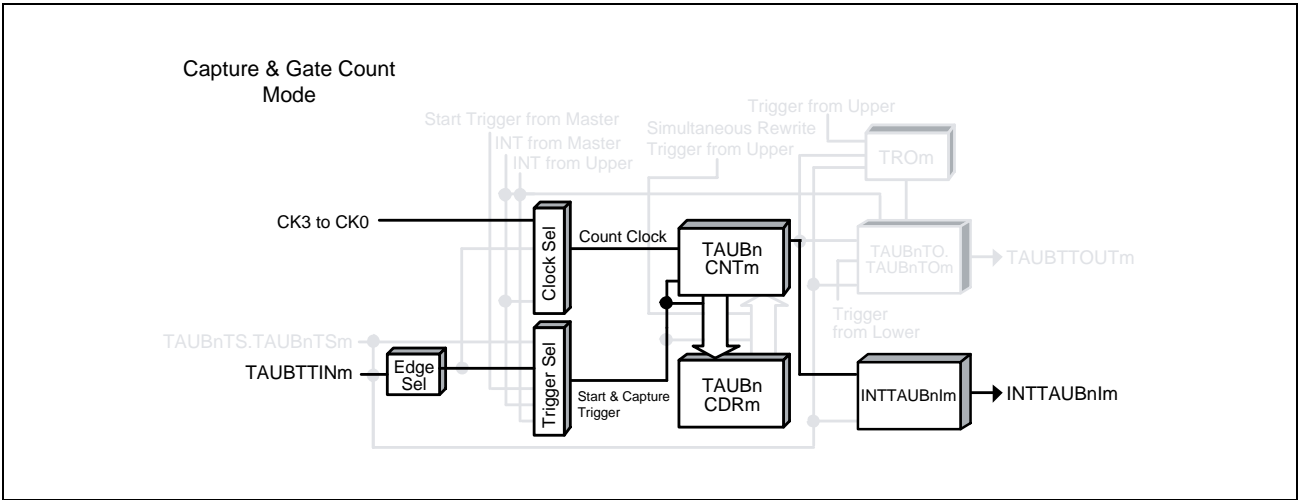 Capture & Gate Count
Mode
Start Trigger from Master
INT from Master
INT from Upper
Simultaneous Rewrite
Trigger from Upper
Trigger from Upper
TROm
CK3 to CK0
Clock Sel
Count Clock
TAUBn
CNTm
TAUBnTO.
TAUBnTOm
TAUBTTOUTm
Trigger
from Lower
TAUBnTS.TAUBnTSm
TAUBTTINm
Edge
Sel
Trigger Sel
Start & Capture
Trigger
TAUBn
CDRm
INTTAUBnIm
INTTAUBnIm